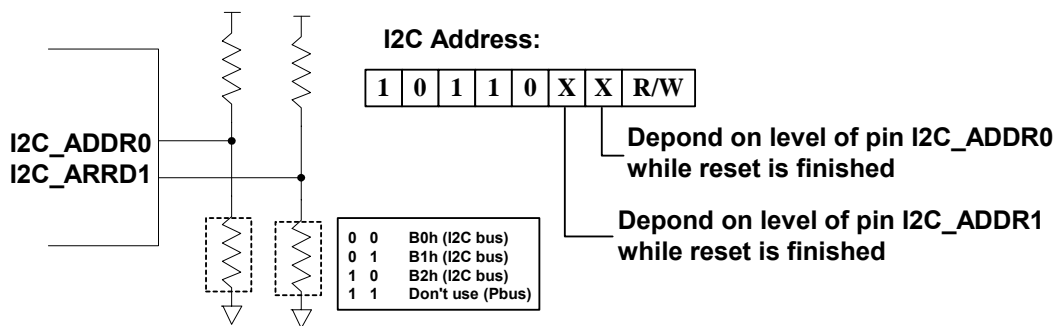 I2C Address:
1 0 1 1 0 X X R/W
I2C_ADDR0
I2C_ARRD1
Depond on level of pin I2C_ADDR0
while reset is finished
Depond on level of pin I2C_ADDR1
while reset is finished
0 0 B0h (I2C bus)
0 1 B1h (I2C bus)
1 0 B2h (I2C bus)
1 1 Don't use (Pbus)